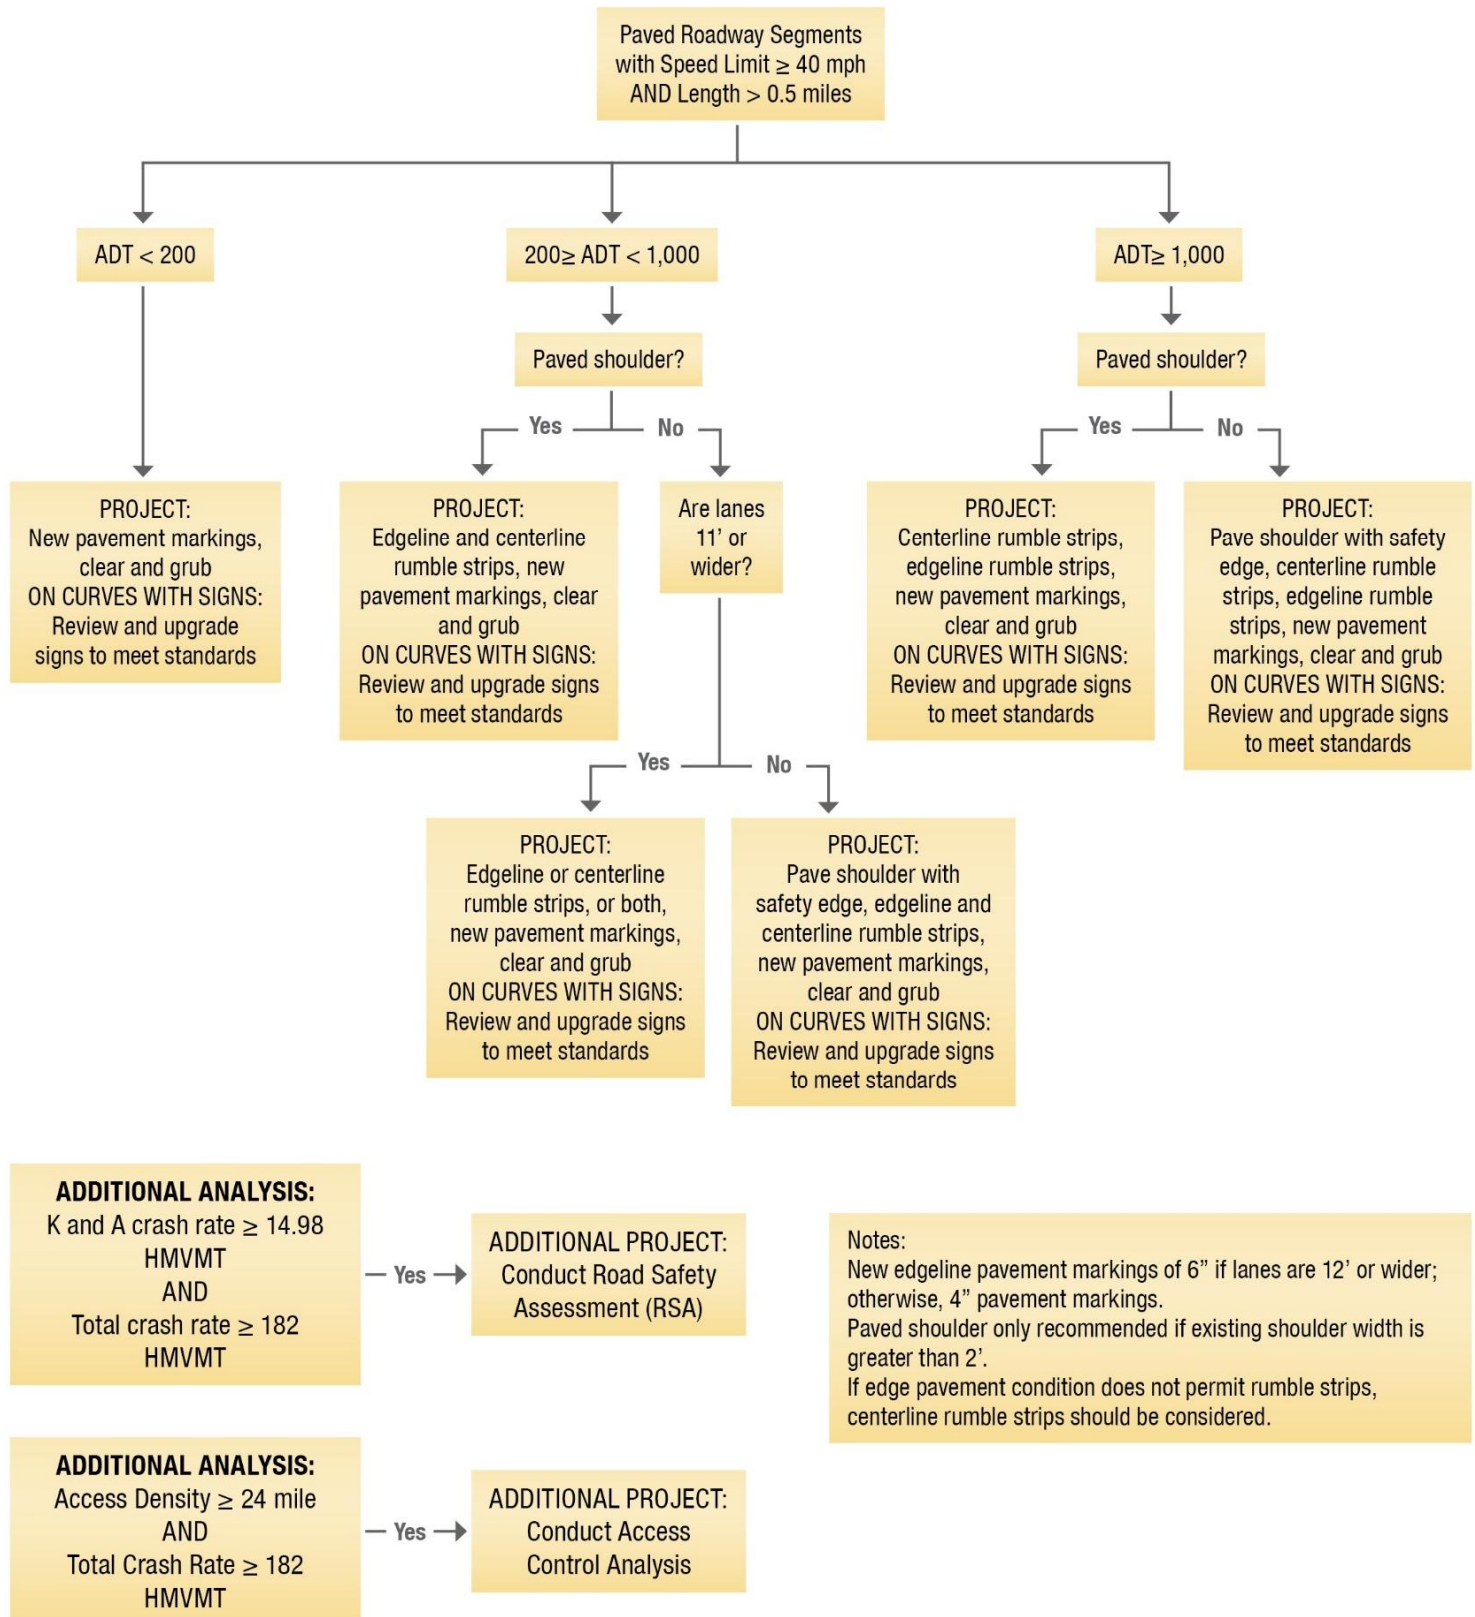 Paved Roadway Segments
with Speed Limit ≥ 40 mph
AND Length > 0.5 miles
ADT < 200
200≥ ADT < 1,000
ADT≥ 1,000
Paved shoulder?
Paved shoulder?
Yes
No
Yes
No
PROJECT:
New pavement markings,
clear and grub
ON CURVES WITH SIGNS:
Review and upgrade
signs to meet standards
PROJECT:
Edgeline and centerline
rumble strips, new
pavement markings, clear
and grub
ON CURVES WITH SIGNS:
Review and upgrade signs
to meet standards
Are lanes
11’ or
wider?
PROJECT:
Centerline rumble strips,
edgeline rumble strips,
new pavement markings,
clear and grub
ON CURVES WITH SIGNS:
Review and upgrade signs
to meet standards
PROJECT:
Pave shoulder with safety
edge, centerline rumble
strips, edgeline rumble
strips, new pavement
markings, clear and grub
ON CURVES WITH SIGNS:
Review and upgrade signs
to meet standards
Yes
No
PROJECT:
Edgeline or centerline
rumble strips, or both,
new pavement markings,
clear and grub
ON CURVES WITH SIGNS:
Review and upgrade signs
to meet standards
PROJECT:
Pave shoulder with
safety edge, edgeline and
centerline rumble strips,
new pavement markings,
clear and grub
ON CURVES WITH SIGNS:
Review and upgrade signs
to meet standards
ADDITIONAL ANALYSIS:
K and A crash rate ≥ 14.98
HMVMT
AND
Total crash rate ≥ 182
HMVMT
Yes
ADDITIONAL PROJECT:
Conduct Road Safety
Assessment (RSA)
Notes:
New edgeline pavement markings of 6” if lanes are 12’ or wider;
otherwise, 4” pavement markings.
Paved shoulder only recommended if existing shoulder width is
greater than 2’.
If edge pavement condition does not permit rumble strips,
centerline rumble strips should be considered.
ADDITIONAL ANALYSIS:
Access Density ≥ 24 mile
AND
Total Crash Rate ≥ 182
HMVMT
Yes
ADDITIONAL PROJECT:
Conduct Access
Control Analysis